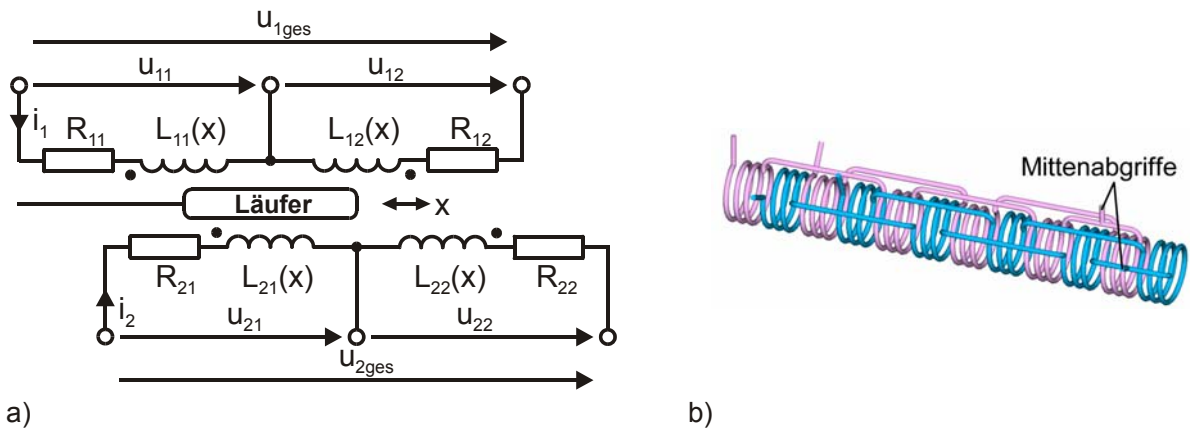 u1ges
u11 u12
i1 R11 L11(x) L12(x) R12
Läufer x
R21 L21(x) L22(x) R22
i2 u21 u22
u2ges
a)
Mittenabgriffe
b)